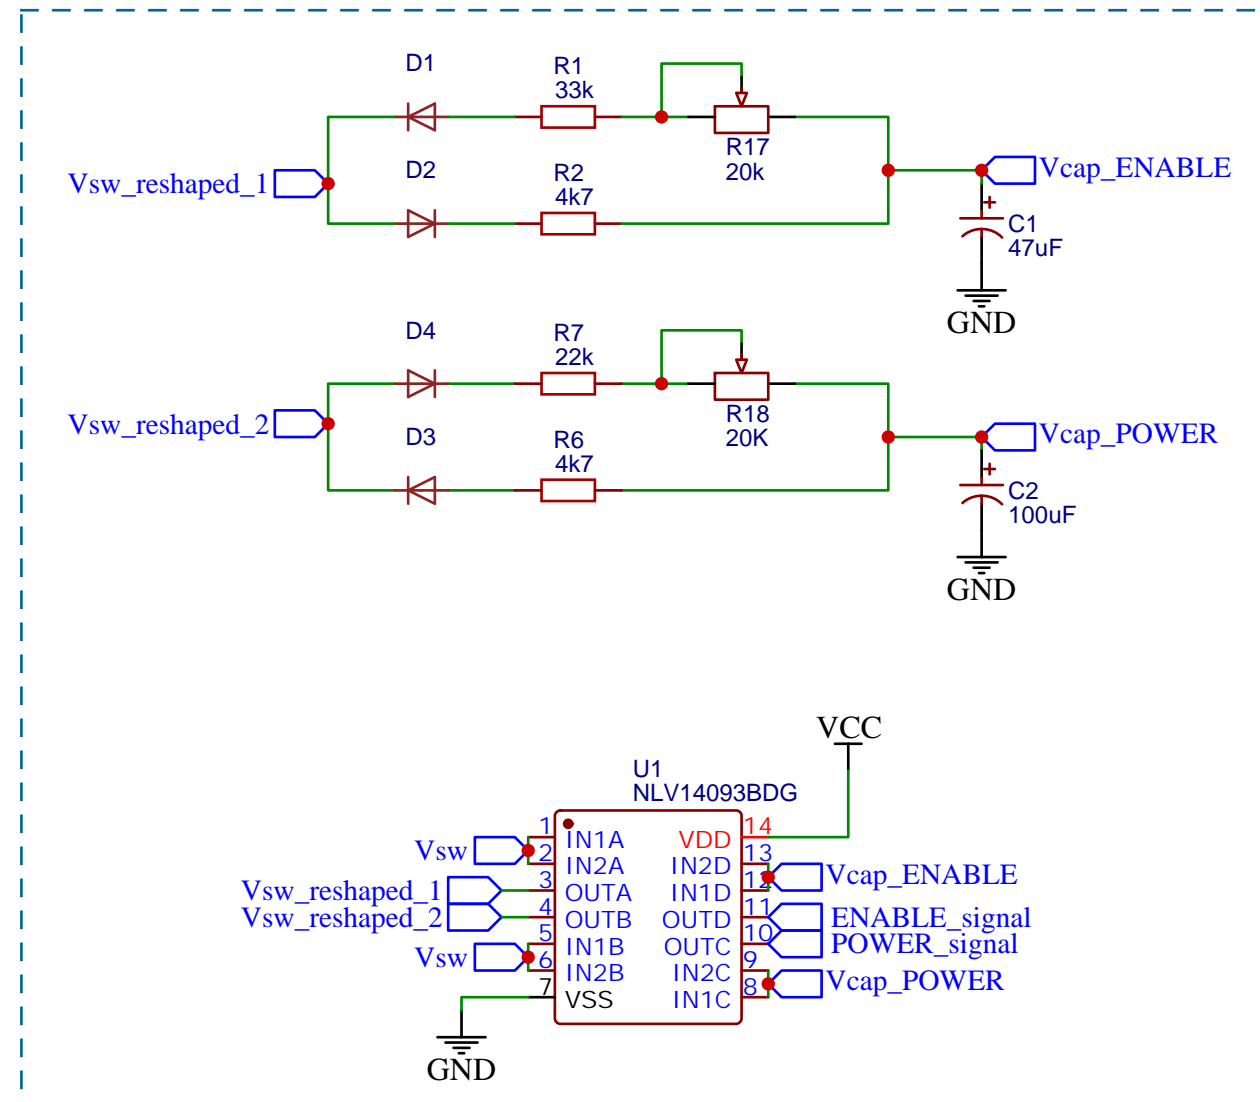 D1
R1
33k
R17
20k
Vsw_reshaped_1
D2
R2
4k7
Vcap_ENABLE
+
C1
47uF
GND
D4
R7
22k
R18
20K
Vsw_reshaped_2
D3
R6
4k7
Vcap_POWER
+
C2
100uF
GND
VCC
U1
NLV14093BDG
Vsw
1 IN1A VDD 14
2 IN2A IN2D 13
Vcap_ENABLE
Vsw_reshaped_1 3 OUTA IN1D 12
Vsw_reshaped_2 4 OUTB OUTD 11 ENABLE_signal
5 IN1B OUTC 10 POWER_signal
Vsw
6 IN2B IN2C 9
Vcap_POWER
7 VSS IN1C 8
GND